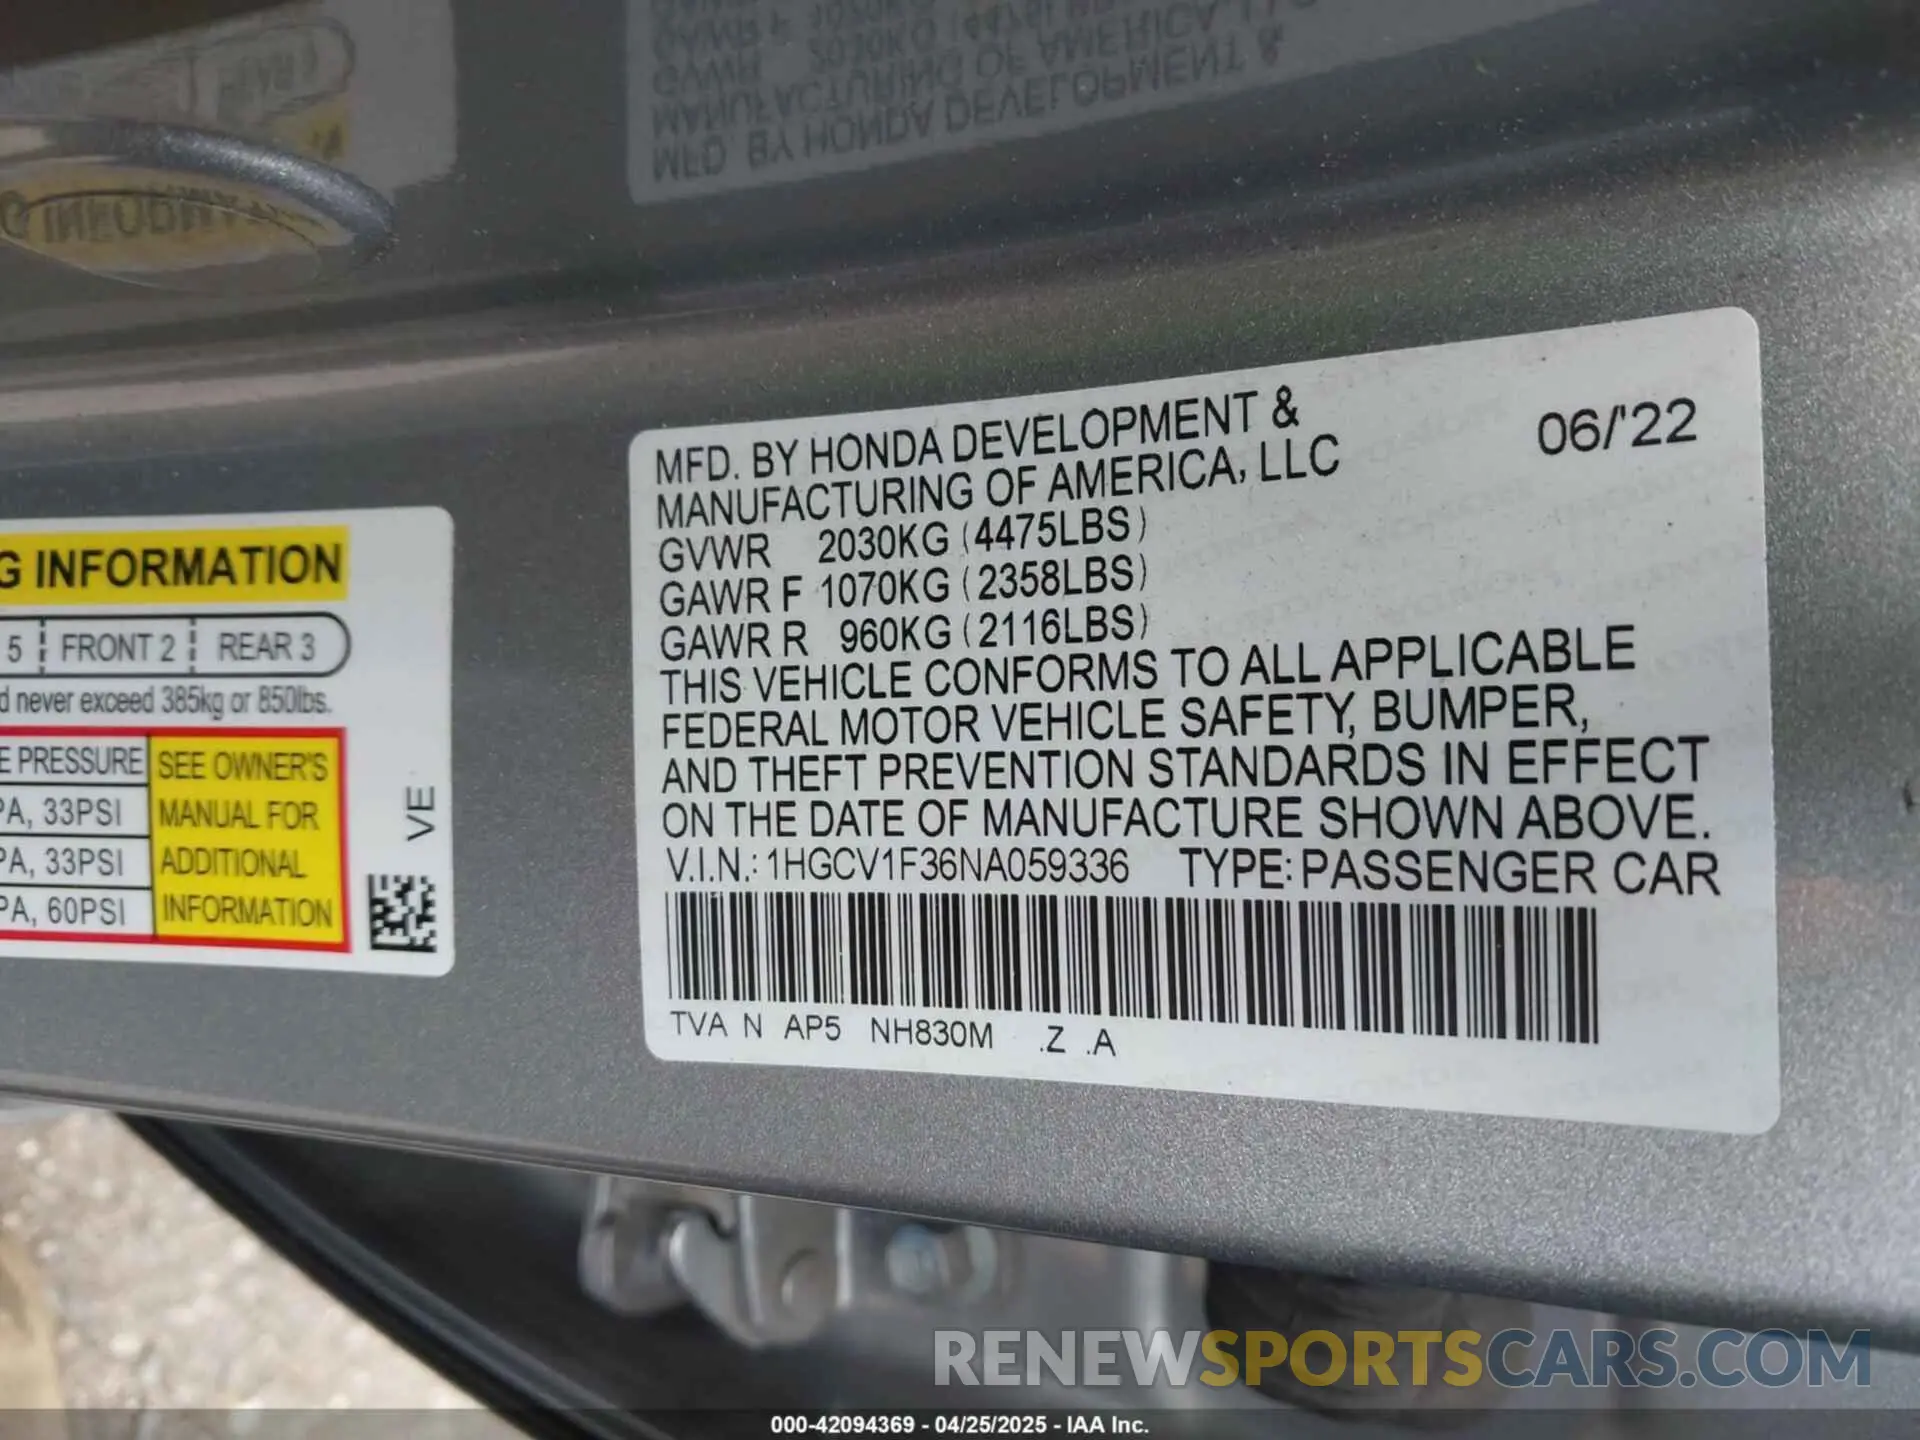 MFD. BY HONDA DEVELOPMENT &
MANUFACTURING OF AMERICA, LLC
06/'22
GVWR 2030KG (4475LBS)
GAWR F 1070KG (2358LBS)
GAWR R 960KG (2116LBS)
THIS VEHICLE CONFORMS TO ALL APPLICABLE
FEDERAL MOTOR VEHICLE SAFETY, BUMPER,
AND THEFT PREVENTION STANDARDS IN EFFECT
ON THE DATE OF MANUFACTURE SHOWN ABOVE.
V.I.N.: 1HGCV1F36NA059336 TYPE: PASSENGER CAR
TVA N AP5 NH830M .Z .A
G INFORMATION
5 FRONT 2 REAR 3
d never exceed 385kg or 850lbs.
E PRESSURE
PA, 33PSI
PA, 33PSI
PA, 60PSI
SEE OWNER'S
MANUAL FOR
ADDITIONAL
INFORMATION
VE
RENEWSPORTSCARS.COM
000-42094369 - 04/25/2025 - IAA Inc.